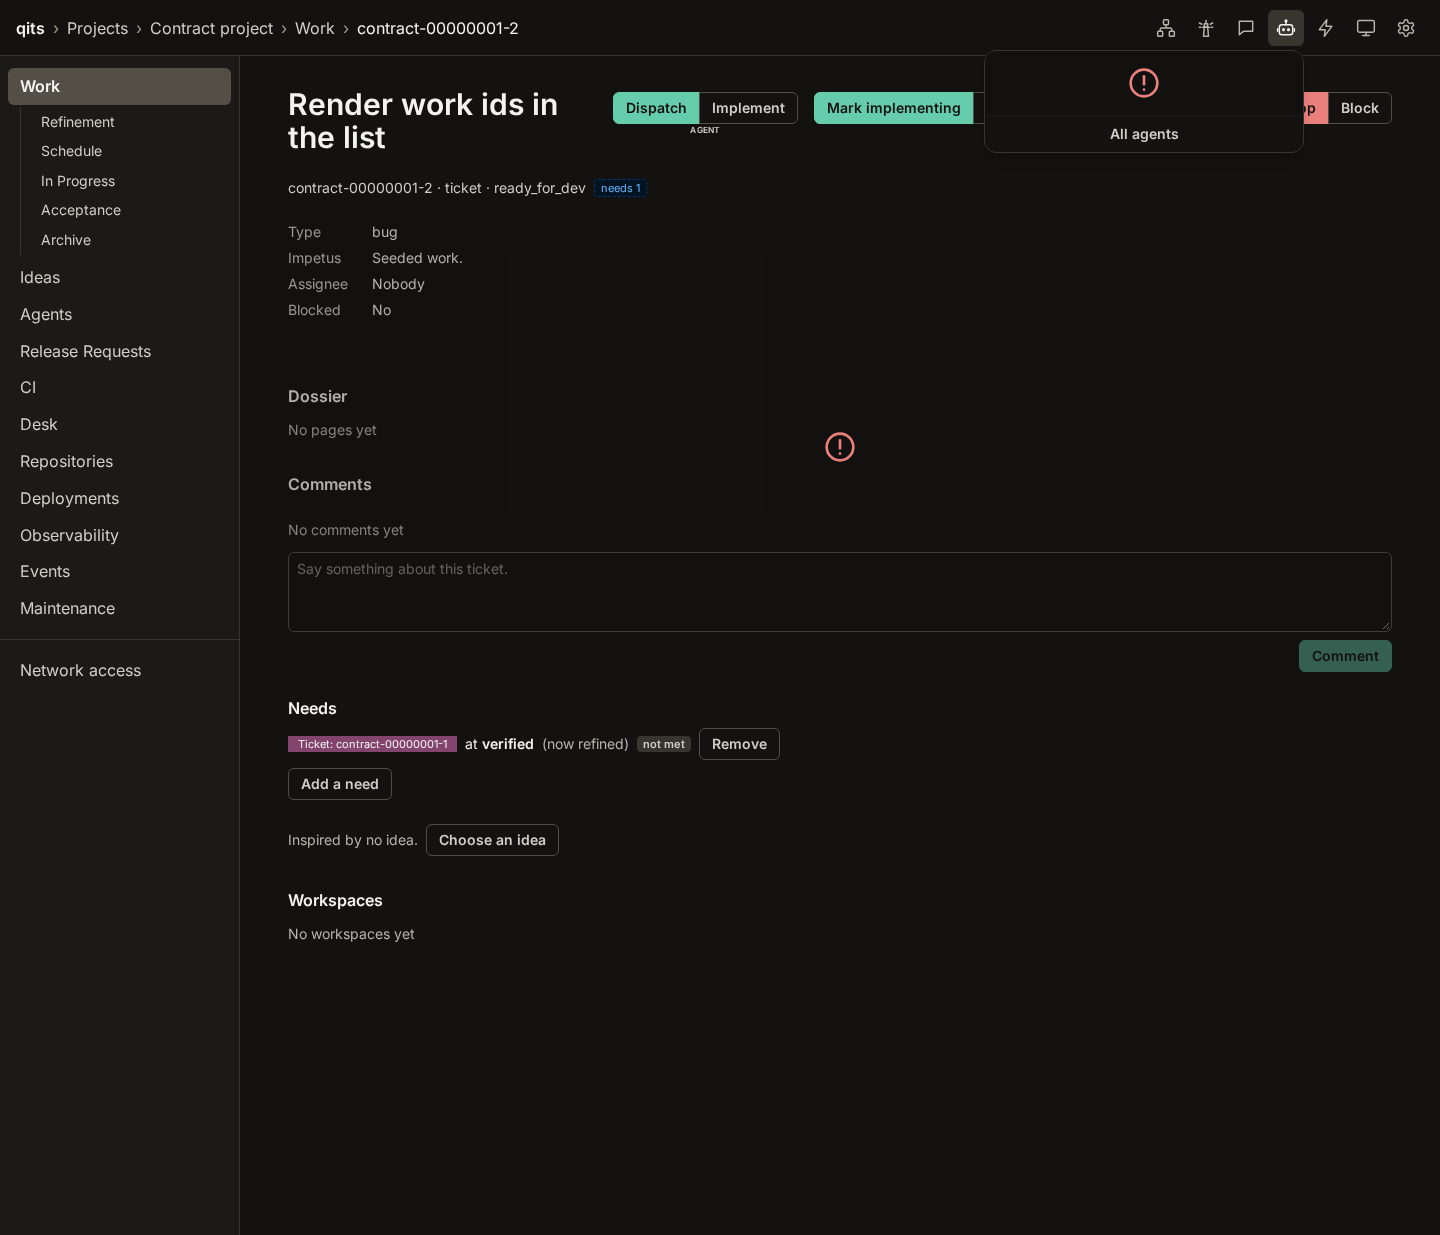 qits › Projects › Contract project › Work › contract-00000001-2
All agents
Work
Refinement
Schedule
In Progress
Acceptance
Archive
Ideas
Agents
Release Requests
CI
Desk
Repositories
Deployments
Observability
Events
Maintenance
Network access
Render work ids in
the list
Dispatch Implement
AGENT
Mark implementing
Block
contract-00000001-2 · ticket · ready_for_dev needs 1
Type bug
Impetus Seeded work.
Assignee Nobody
Blocked No
Dossier
No pages yet
Comments
No comments yet
Say something about this ticket.
Comment
Needs
Ticket: contract-00000001-1 at verified (now refined) not met Remove
Add a need
Inspired by no idea. Choose an idea
Workspaces
No workspaces yet